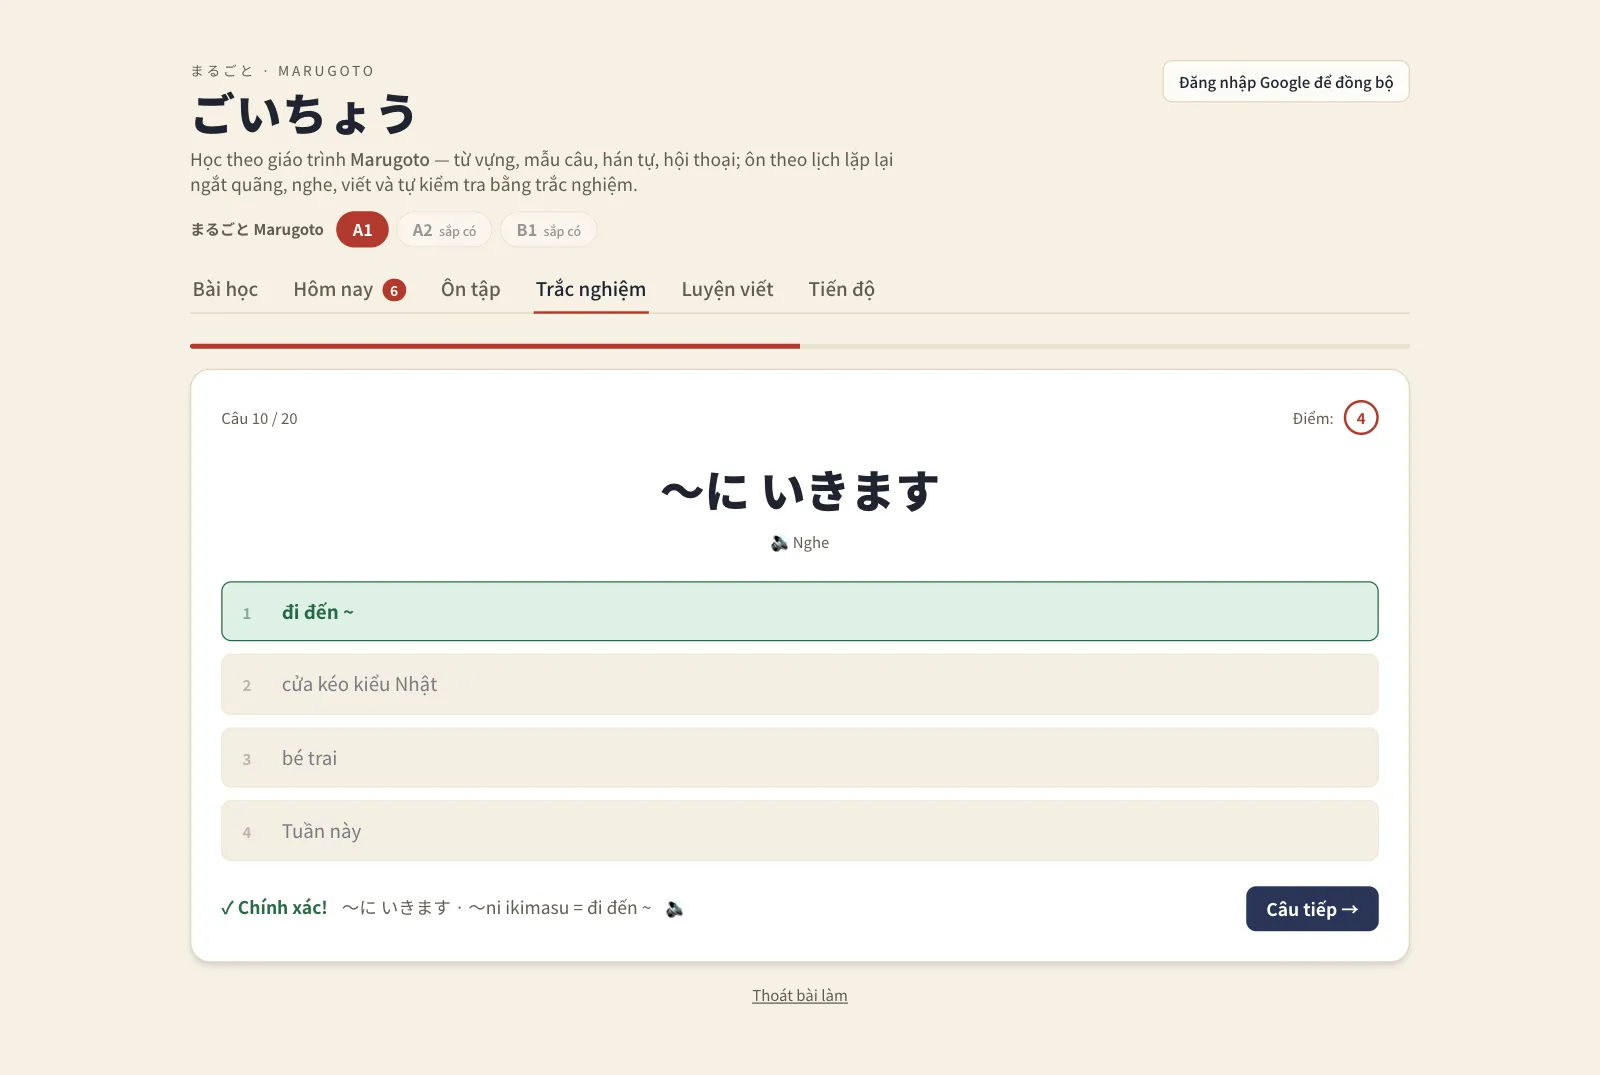 まるごと · MARUGOTO
Đăng nhập Google để đồng bộ
ごいちょう
Học theo giáo trình Marugoto — từ vựng, mẫu câu, hán tự, hội thoại; ôn theo lịch lặp lại
ngắt quãng, nghe, viết và tự kiểm tra bằng trắc nghiệm.
まるごと Marugoto A1 A2 sắp có B1 sắp có
Bài học Hôm nay 6 Ôn tập Trắc nghiệm Luyện viết Tiến độ
Câu 10 / 20 Điểm: 4
〜に いきます
Nghe
1 đi đến ~
2 cửa kéo kiểu Nhật
3 bé trai
4 Tuần này
✓ Chính xác! 〜に いきます · 〜ni ikimasu = đi đến ~
Câu tiếp →
Thoát bài làm